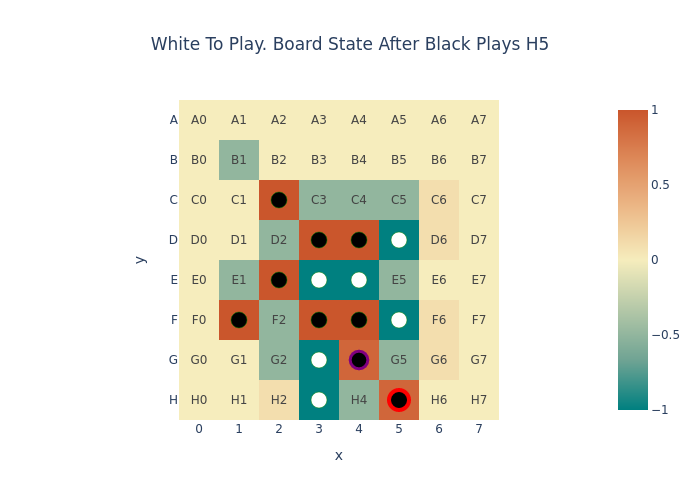 White To Play. Board State After Black Plays H5
A A0 A1 A2 A3 A4 A5 A6 A7 1
B B0 B1 B2 B3 B4 B5 B6 B7
C C0 C1 C3 C4 C5 C6 C7 0.5
D D0 D1 D2 D6 D7
y 0
E E0 E1 E5 E6 E7
F F0 F2 F6 F7 −0.5
G G0 G1 G2 G5 G6 G7
H H0 H1 H2 H4 H6 H7 −1
0 1 2 3 4 5 6 7
x